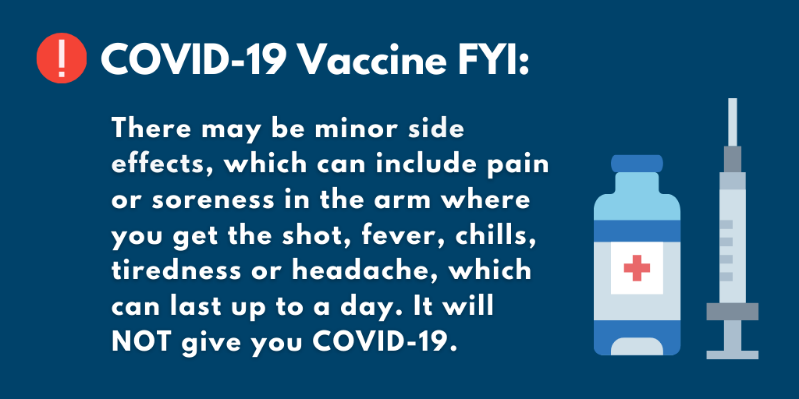 COVID-19 Vaccine FYI:
There may be minor side
effects, which can include pain
or soreness in the arm where
you get the shot, fever, chills,
tiredness or headache, which
can last up to a day. It will
NOT give you COVID-19.